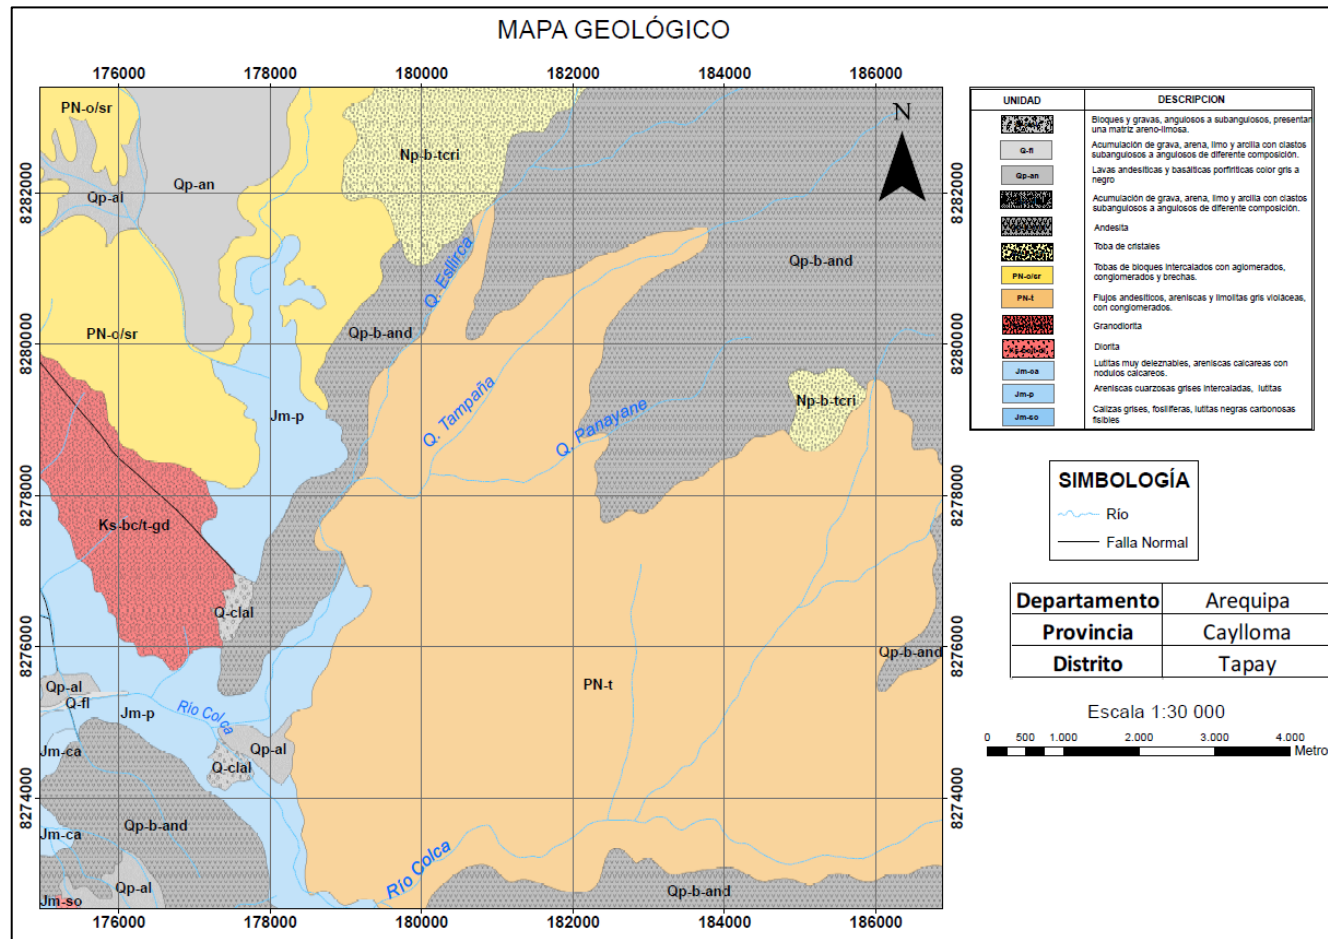 MAPA GEOLÓGICO
176000 178000 180000 182000 184000 186000
PN-o/sr
Np-b-tcri
Qp-an
Qp-al
N
8282000 8282000
Q. Esllirca
Qp-b-and
PN-o/sr
Qp-b-and
8280000 8280000
Np-b-tcri
Jm-p
Q. Tampaña
Q. Panayane
8278000 8278000
Ks-bc/t-gd
Q-clal
8276000 8276000
Qp-b-and
Qp-al
PN-t
Q-fl
Jm-p
Río Colca
Jm-ca
Qp-al
Q-clal
8274000 8274000
Qp-b-and
Jm-ca
Río Colca
Qp-al
Qp-b-and
Jm-so
176000 178000 180000 182000 184000 186000
UNIDAD DESCRIPCION
Bloques y gravas, angulosos a subangulosos, presentan
una matriz areno-limosa.
Q-fl Acumulación de grava, arena, limo y arcilla con clastos
subangulosos a angulosos de diferente composición.
Qp-an Lavas andesíticas y basálticas porfiríticas color gris a
negro
Acumulación de grava, arena, limo y arcilla con clastos
subangulosos a angulosos de diferente composición.
Andesita
Toba de cristales
PN-o/sr Tobas de bloques intercalados con aglomerados,
conglomerados y brechas.
PN-t Flujos andesíticos, areniscas y limolitas gris violáceas,
con conglomerados.
Granodiorita
Diorita
Jm-ca Lutitas muy deleznables, areniscas calcareas con
nodulos calcareos.
Jm-p Areniscas cuarzosas grises intercaladas, lutitas
Jm-so Calizas grises, fosilíferas, lutitas negras carbonosas
fisibles
SIMBOLOGÍA
Río
Falla Normal
Departamento Arequipa
Provincia Caylloma
Distrito Tapay
Escala 1:30 000
0 500 1.000 2.000 3.000 4.000
Metro